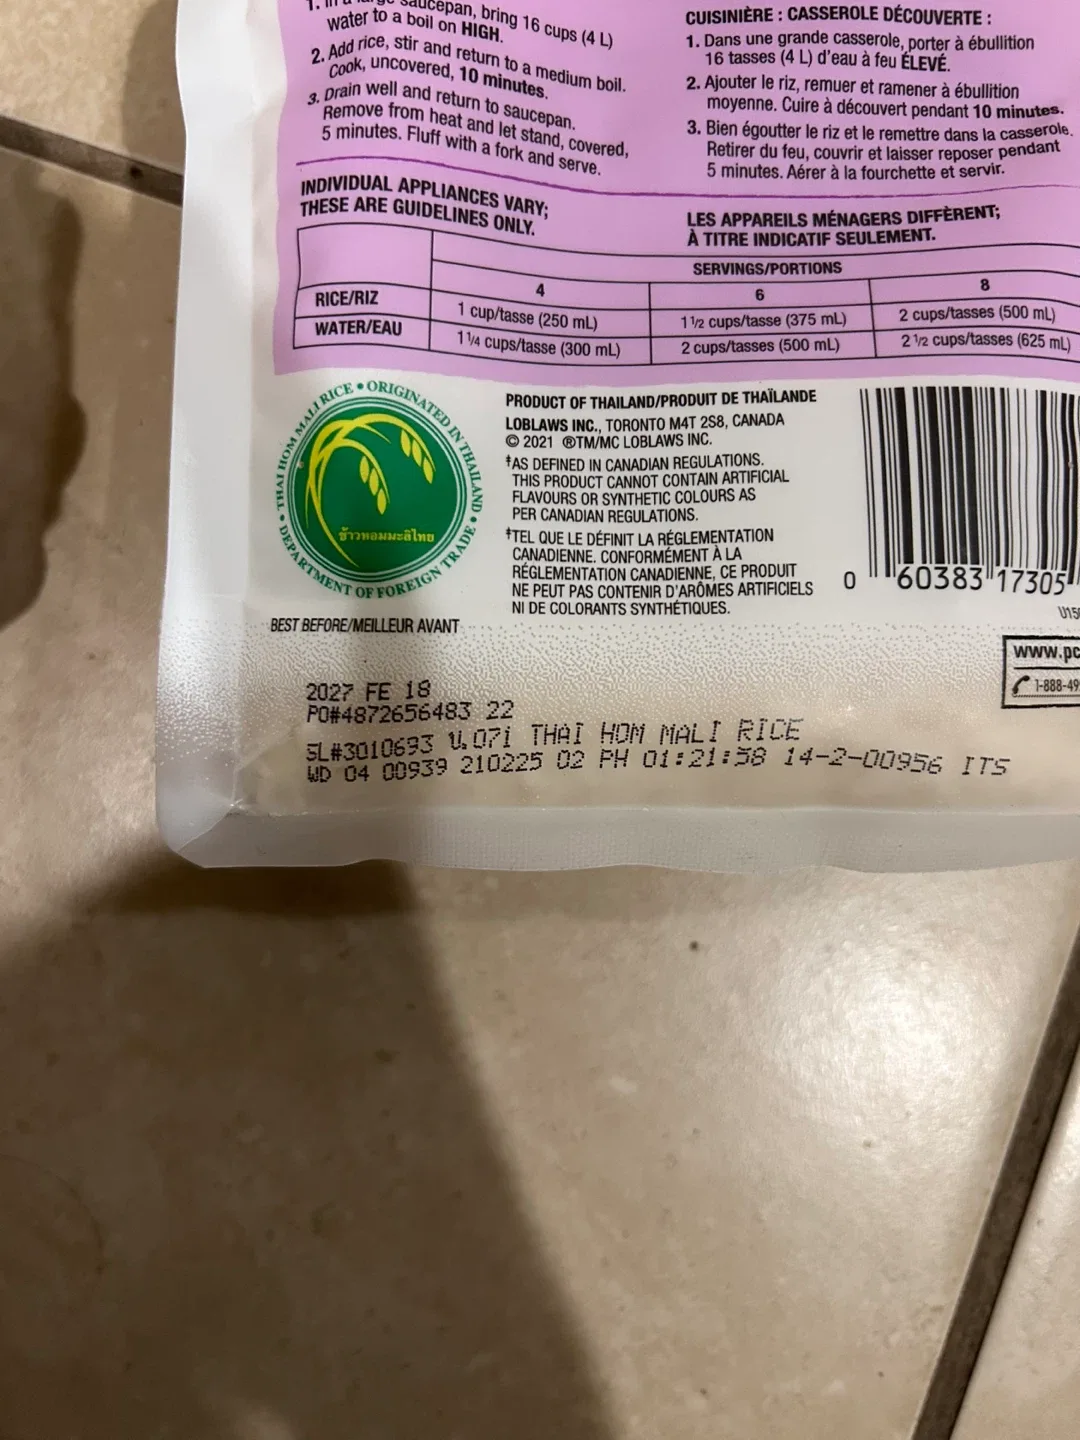 1. In a large saucepan, bring 16 cups (4 L)
water to a boil on HIGH.
2. Add rice, stir and return to a medium boil.
Cook, uncovered, 10 minutes.
3. Drain well and return to saucepan.
Remove from heat and let stand, covered,
5 minutes. Fluff with a fork and serve.
INDIVIDUAL APPLIANCES VARY;
THESE ARE GUIDELINES ONLY.
CUISINIÈRE : CASSEROLE DÉCOUVERTE :
1. Dans une grande casserole, porter à ébullition
16 tasses (4 L) d'eau à feu ÉLEVÉ.
2. Ajouter le riz, remuer et ramener à ébullition
moyenne. Cuire à découvert pendant 10 minutes.
3. Bien égoutter le riz et le remettre dans la casserole.
Retirer du feu, couvrir et laisser reposer pendant
5 minutes. Aérer à la fourchette et servir.
LES APPAREILS MÉNAGERS DIFFÈRENT;
À TITRE INDICATIF SEULEMENT.
SERVINGS/PORTIONS
4 6 8
RICE/RIZ 1 cup/tasse (250 mL) 1 1/2 cups/tasse (375 mL) 2 cups/tasses (500 mL)
WATER/EAU 1 1/4 cups/tasse (300 mL) 2 cups/tasses (500 mL) 2 1/2 cups/tasses (625 mL)
THAI HOM MALI RICE • ORIGINATED IN THAILAND •
DEPARTMENT OF FOREIGN TRADE •
ข้าวหอมมะลิไทย
PRODUCT OF THAILAND/PRODUIT DE THAÏLANDE
LOBLAWS INC., TORONTO M4T 2S8, CANADA
© 2021 ®TM/MC LOBLAWS INC.
‡AS DEFINED IN CANADIAN REGULATIONS.
THIS PRODUCT CANNOT CONTAIN ARTIFICIAL
FLAVOURS OR SYNTHETIC COLOURS AS
PER CANADIAN REGULATIONS.
‡TEL QUE LE DÉFINIT LA RÉGLEMENTATION
CANADIENNE. CONFORMÉMENT À LA
RÉGLEMENTATION CANADIENNE, CE PRODUIT
NE PEUT PAS CONTENIR D'ARÔMES ARTIFICIELS
NI DE COLORANTS SYNTHÉTIQUES.
0 60383 17305
www.pc
1-888-49
BEST BEFORE/MEILLEUR AVANT
2027 FE 18
PO#4872656483 22
SL#3010693 U.071 THAI HOM MALI RICE
WD 04 00939 210225 02 PH 01:21:58 14-2-00956 ITS